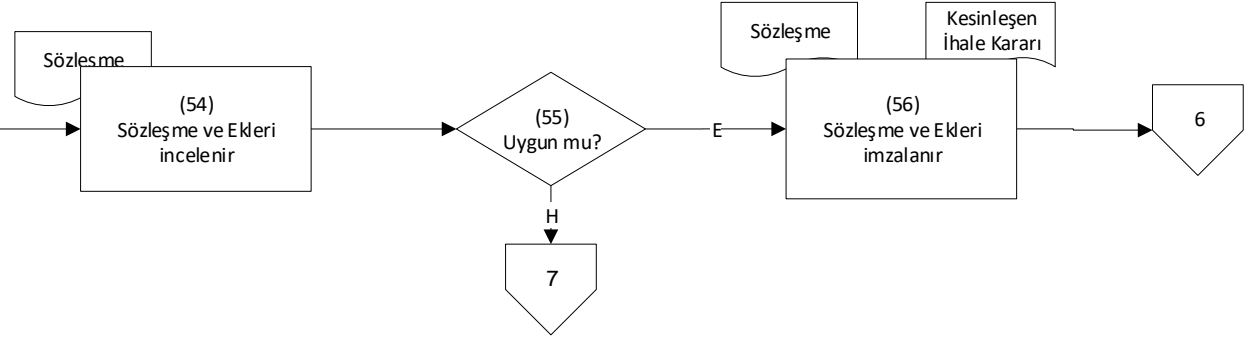 Sözleşme
(54)
Sözleşme ve Ekleri
incelenir
(55)
Uygun mu?
E
H
7
Sözleşme
Kesinleşen
İhale Kararı
(56)
Sözleşme ve Ekleri
imzalanır
6